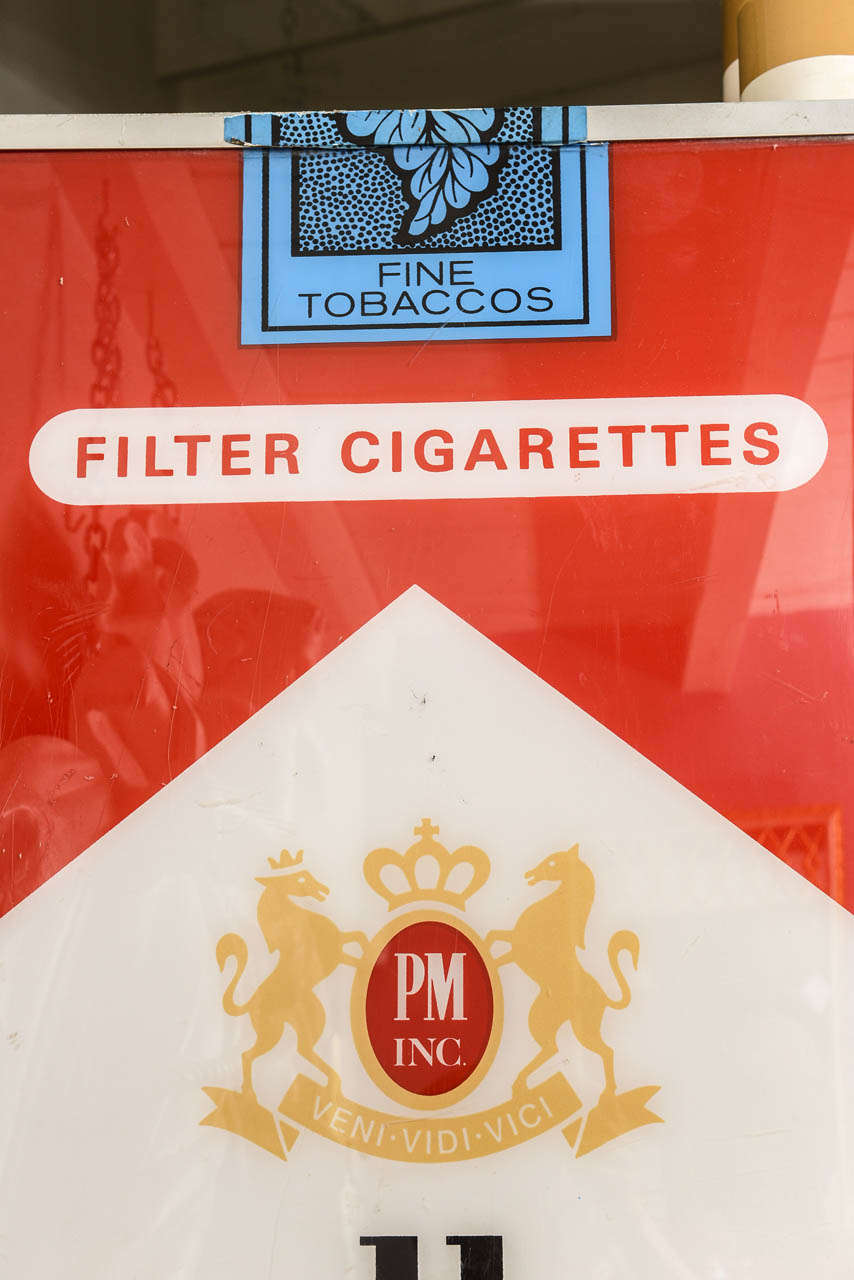 FINE
TOBACCOS
FILTER CIGARETTES
PM
INC.
VENI·VIDI·VICI